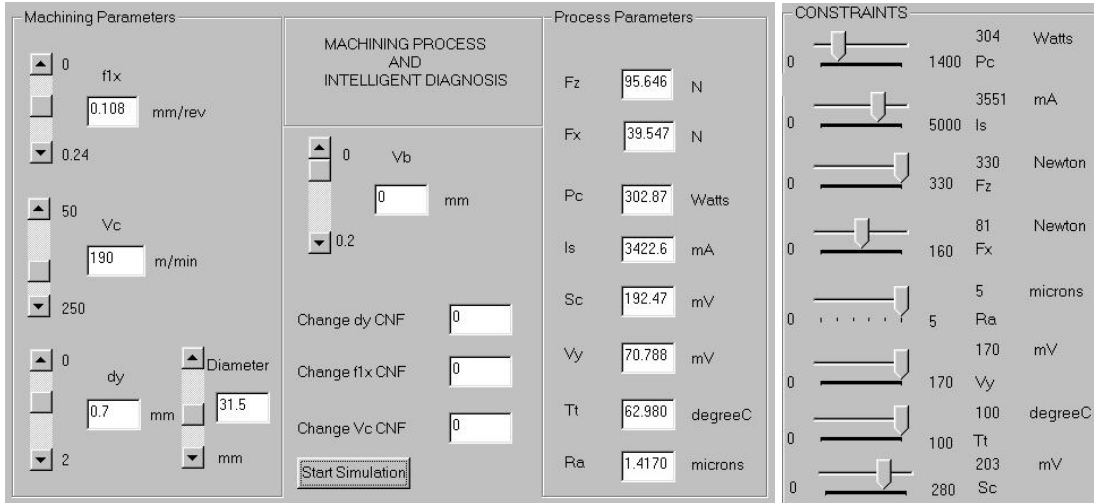 Machining Parameters
0
f1x
0.108 mm/rev
0.24
50
Vc
190 m/min
250
0
dy
0.7 mm
2
Diameter
31.5
mm
MACHINING PROCESS
AND
INTELLIGENT DIAGNOSIS
0 Vb
0 mm
0.2
Change dy CNF 0
Change f1x CNF 0
Change Vc CNF 0
Start Simulation
Process Parameters
Fz 95.646 N
Fx 39.547 N
Pc 302.87 Watts
Is 3422.6 mA
Sc 192.47 mV
Vy 70.788 mV
Tt 62.980 degreeC
Ra 1.4170 microns
CONSTRAINTS
304 Watts
0 1400 Pc
3551 mA
0 5000 Is
330 Newton
0 330 Fz
81 Newton
0 160 Fx
5 microns
0 5 Ra
170 mV
0 170 Vy
100 degreeC
0 100 Tt
203 mV
0 280 Sc